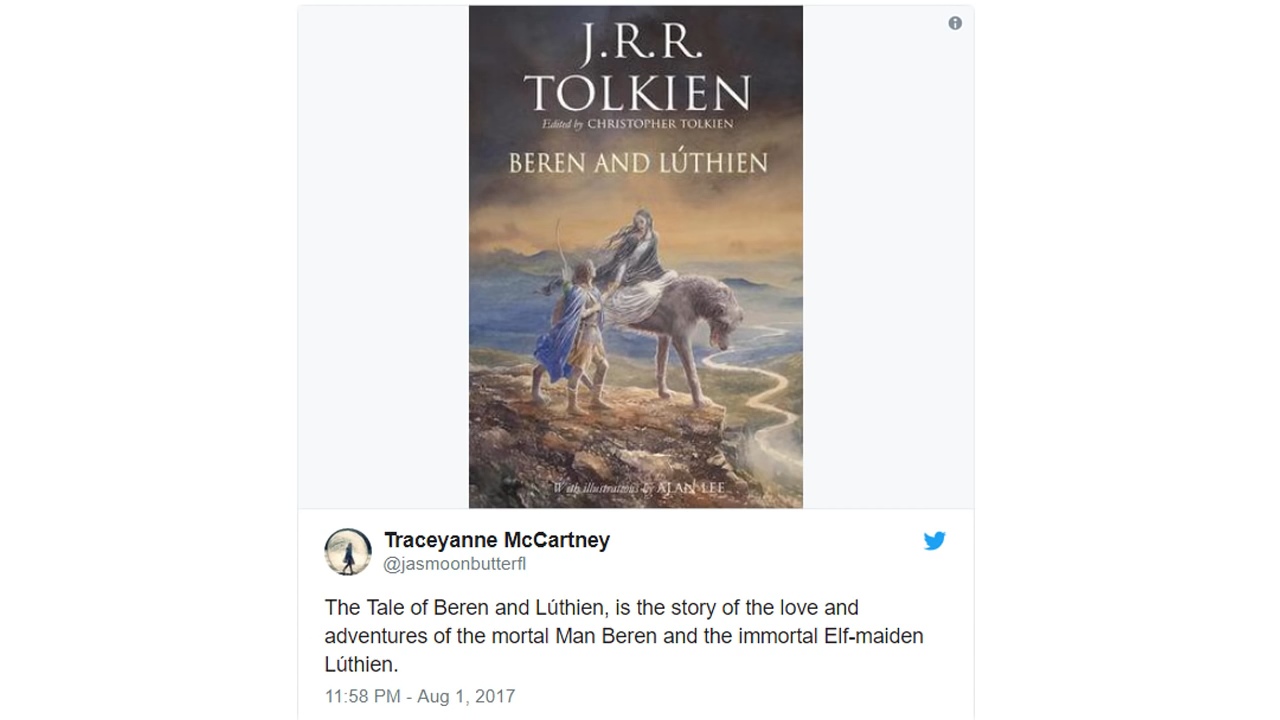 J.R.R.
TOLKIEN
Edited by CHRISTOPHER TOLKIEN
BEREN AND LÚTHIEN
With illustrations by ALAN LEE
Traceyanne McCartney
@jasmoonbutterfl
The Tale of Beren and Lúthien, is the story of the love and
adventures of the mortal Man Beren and the immortal Elf-maiden
Lúthien.
11:58 PM - Aug 1, 2017